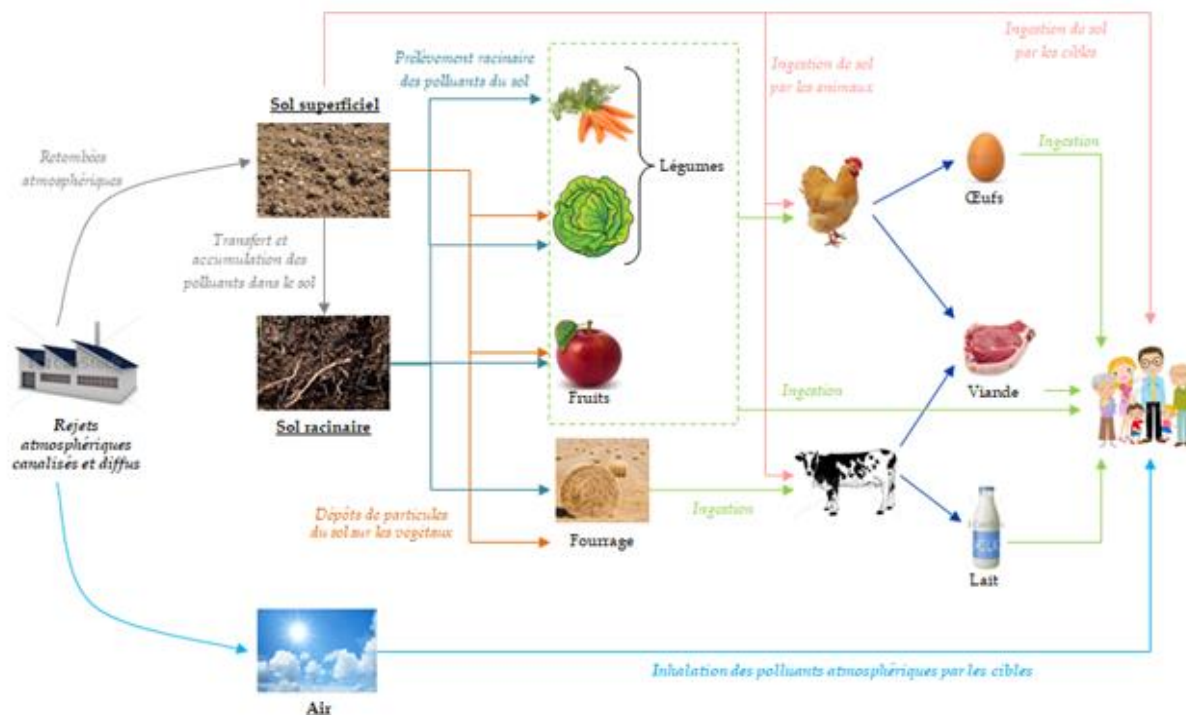 Ingestion de sol
par les cibles
Prélèvement racinaire
des polluants du sol
Ingestion de sol
par les animaux
Sol superficiel
Retombées
atmosphériques
Légumes
Ingestion
Œufs
Transfert et
accumulation des
polluants dans le sol
Fruits
Ingestion
Viande
Sol racinaire
Rejets
atmosphériques
canalisés et diffus
Dépôts de particules
du sol sur les végétaux
Ingestion
Fourrage
MILK
Lait
Inhalation des polluants atmosphériques par les cibles
Air